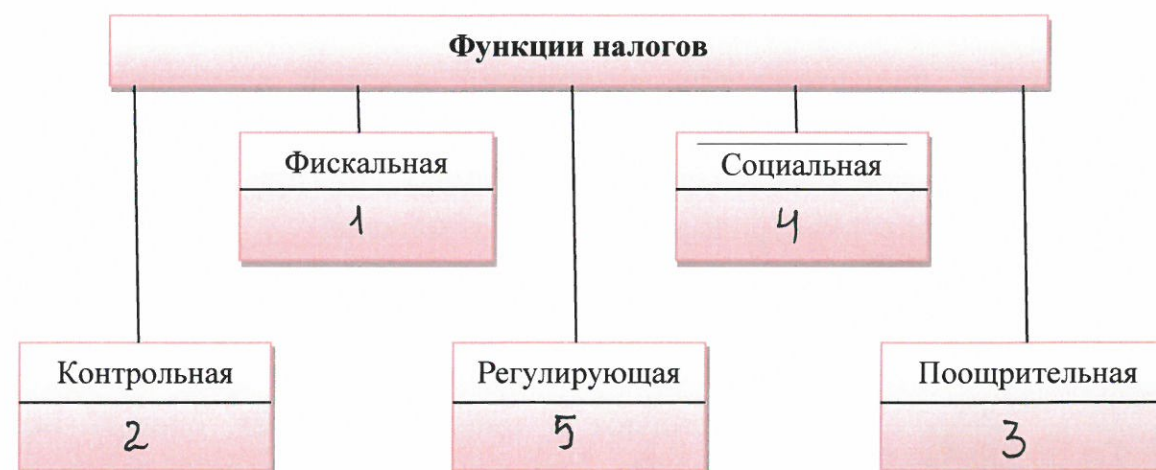 Функции налогов
Фискальная
1
Социальная
4
Контрольная
2
Регулирующая
5
Поощрительная
3